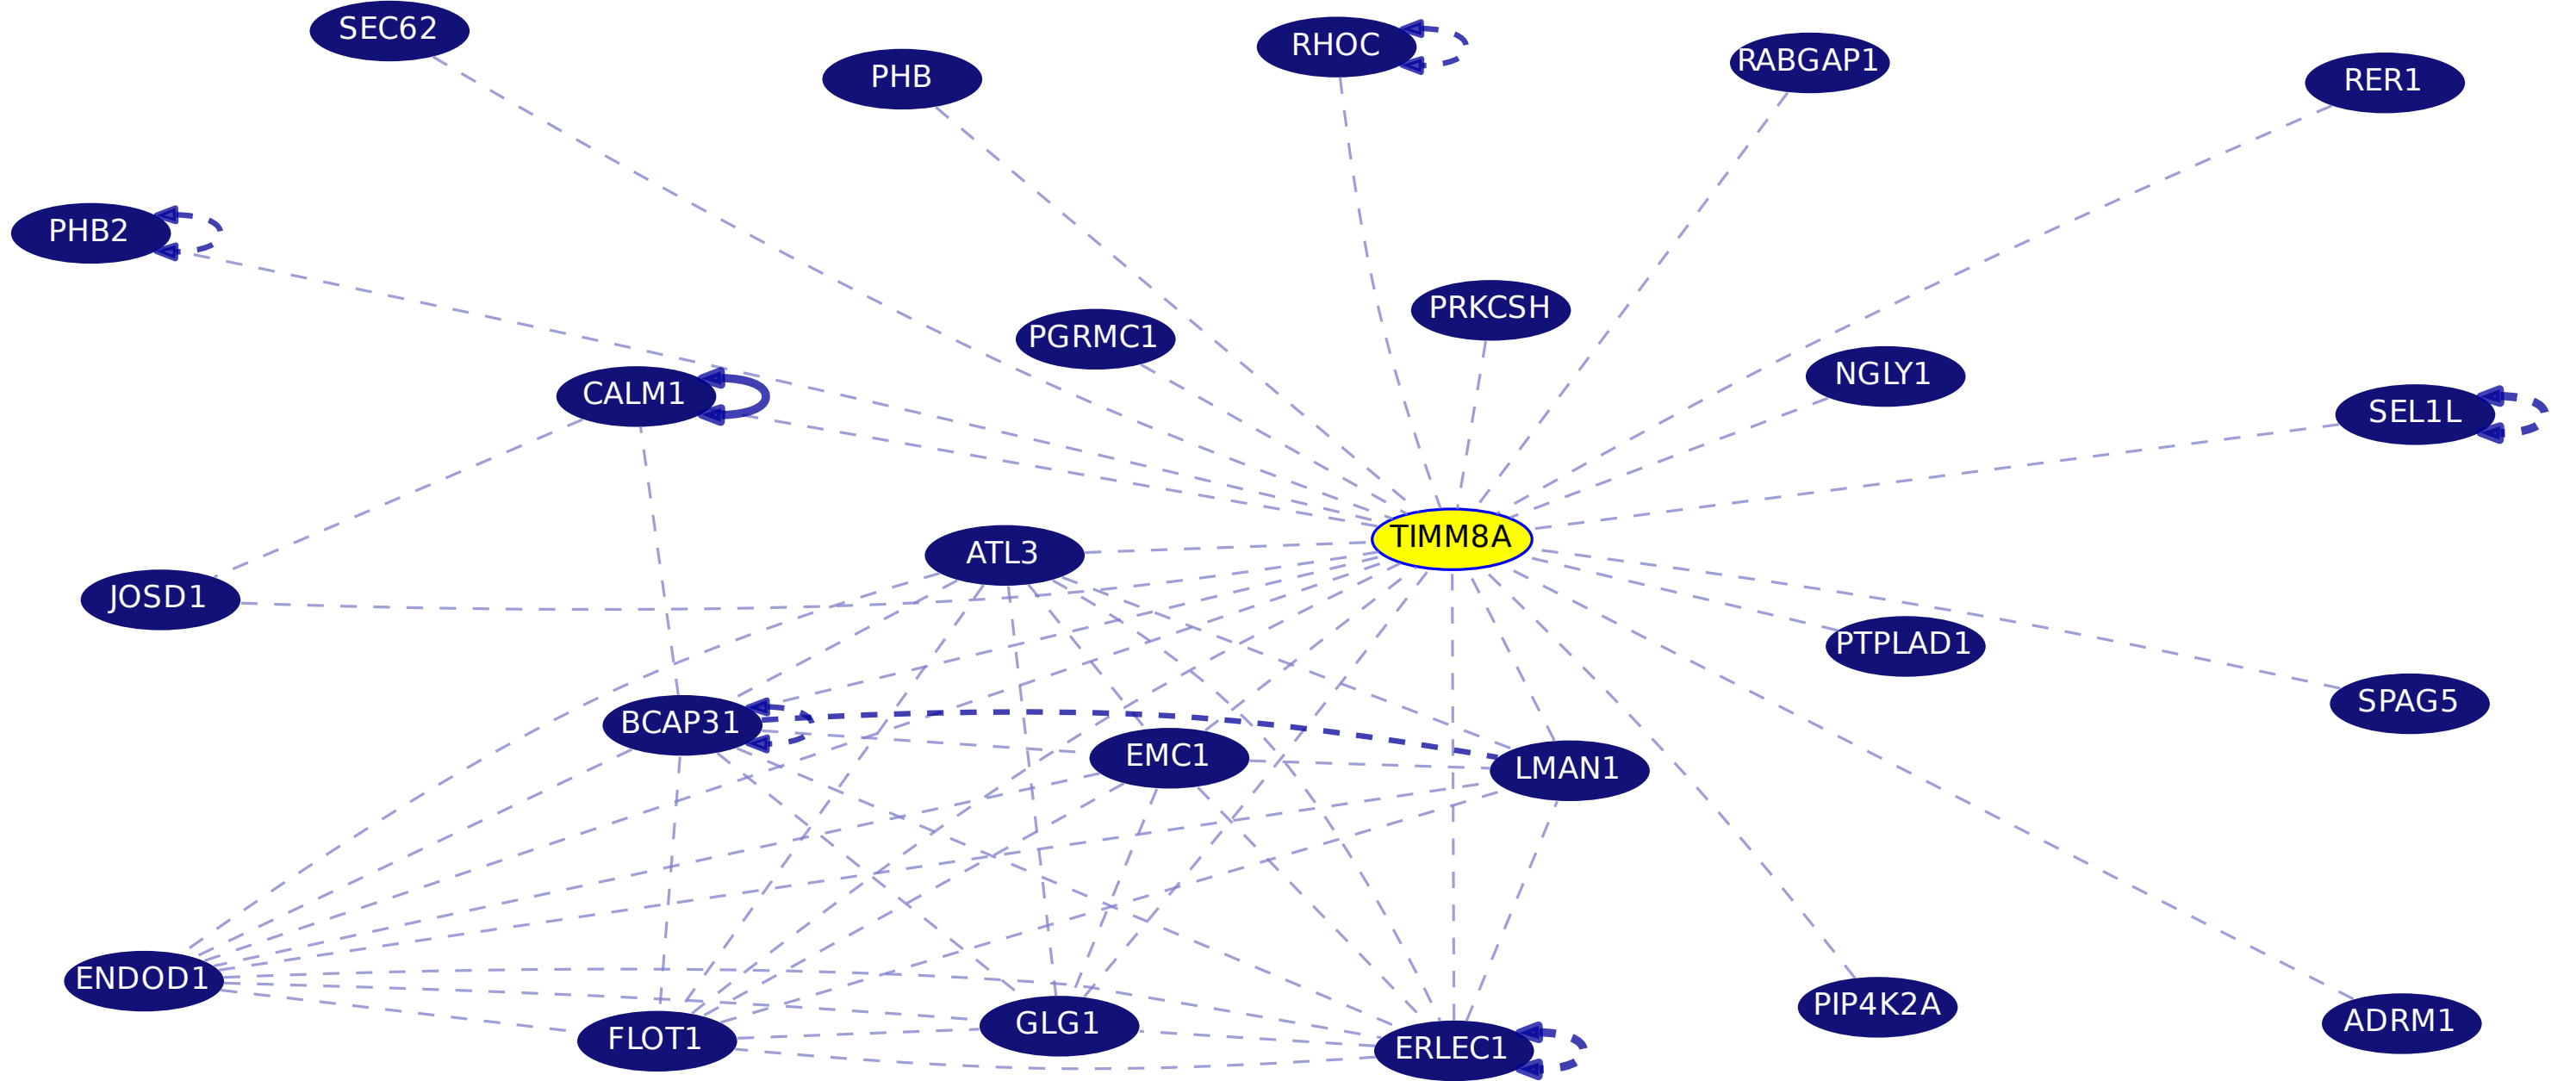 SEC62
RHOC
RABGAP1
PHB
RER1
PHB2
PRKCSH
PGRMC1
NGLY1
CALM1
SEL1L
TIMM8A
ATL3
JOSD1
PTPLAD1
SPAG5
BCAP31
EMC1
LMAN1
ENDOD1
PIP4K2A
ADRM1
GLG1
FLOT1
ERLEC1